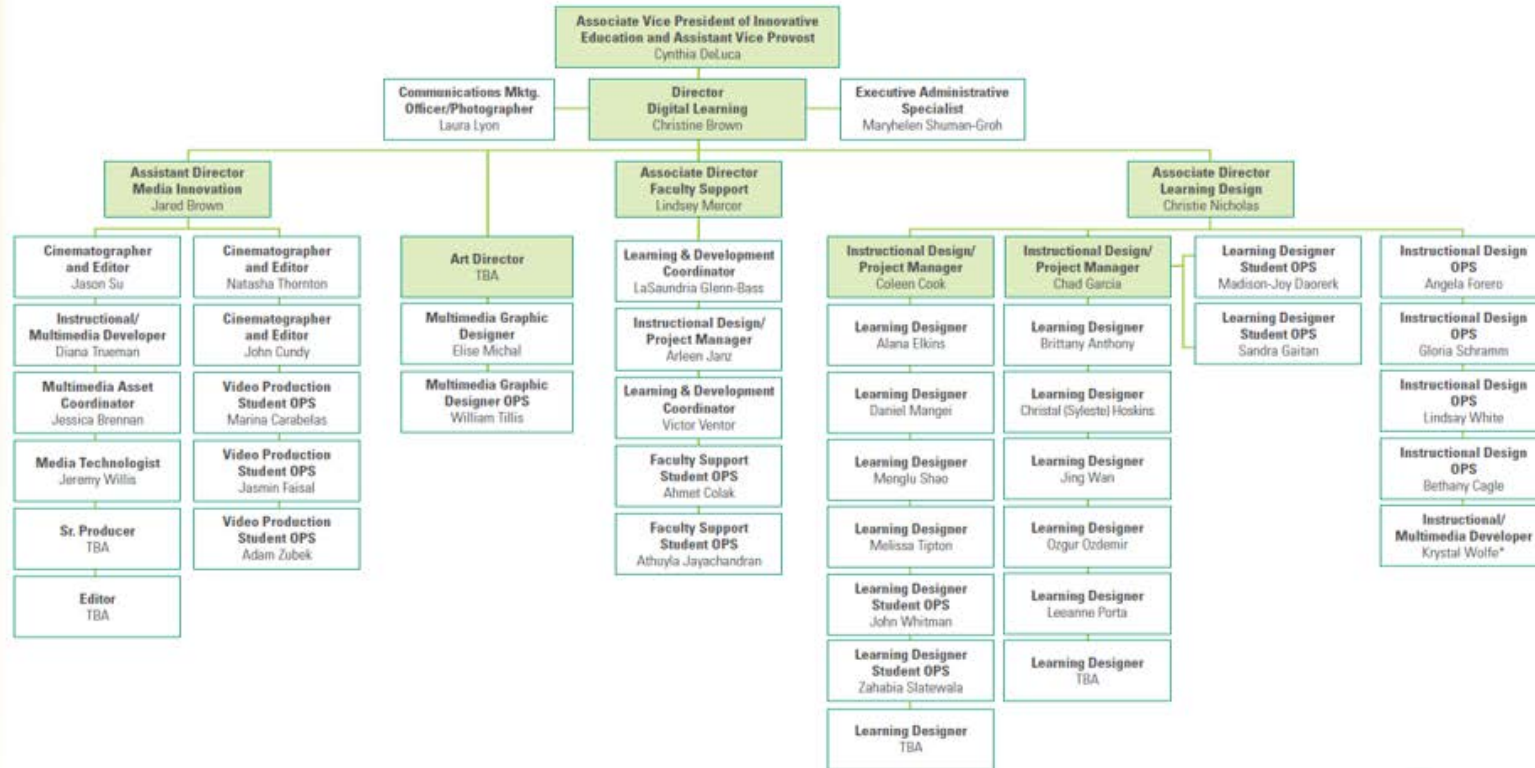 Associate Vice President of Innovative
Education and Assistant Vice Provost
Cynthia DeLuca
Communications Mktg.
Officer/Photographer
Laura Lyon
Director
Digital Learning
Christine Brown
Executive Administrative
Specialist
Maryhelen Shuman-Groh
Assistant Director
Media Innovation
Jared Brown
Cinematographer
and Editor
Jason Su
Instructional/
Multimedia Developer
Diana Trueman
Multimedia Asset
Coordinator
Jessica Brennan
Media Technologist
Jeremy Willis
Sr. Producer
TBA
Editor
TBA
Cinematographer
and Editor
Natasha Thornton
Cinematographer
and Editor
John Cundy
Video Production
Student OPS
Marina Carabelas
Video Production
Student OPS
Jasmin Faisal
Video Production
Student OPS
Adam Zubek
Art Director
TBA
Multimedia Graphic
Designer
Elise Michal
Multimedia Graphic
Designer OPS
William Tillis
Associate Director
Faculty Support
Lindsey Mercer
Learning & Development
Coordinator
LaSaundria Glenn-Bass
Instructional Design/
Project Manager
Arleen Janz
Learning & Development
Coordinator
Victor Ventor
Faculty Support
Student OPS
Ahmet Colak
Faculty Support
Student OPS
Athuyla Jayachandran
Associate Director
Learning Design
Christie Nicholas
Instructional Design/
Project Manager
Coleen Cook
Learning Designer
Alana Elkins
Learning Designer
Daniel Mangei
Learning Designer
Menglu Shao
Learning Designer
Melissa Tipton
Learning Designer
Student OPS
John Whitman
Learning Designer
Student OPS
Zahabia Slatewala
Learning Designer
TBA
Instructional Design/
Project Manager
Chad Garcia
Learning Designer
Brittany Anthony
Learning Designer
Christal (Syleste) Hoskins
Learning Designer
Jing Wan
Learning Designer
Ozgur Ozdemir
Learning Designer
Leeanne Porta
Learning Designer
TBA
Learning Designer
Student OPS
Madison-Joy Daorerk
Learning Designer
Student OPS
Sandra Gaitan
Instructional Design
OPS
Angela Forero
Instructional Design
OPS
Gloria Schramm
Instructional Design
OPS
Lindsay White
Instructional Design
OPS
Bethany Cagle
Instructional/
Multimedia Developer
Krystal Wolfe*